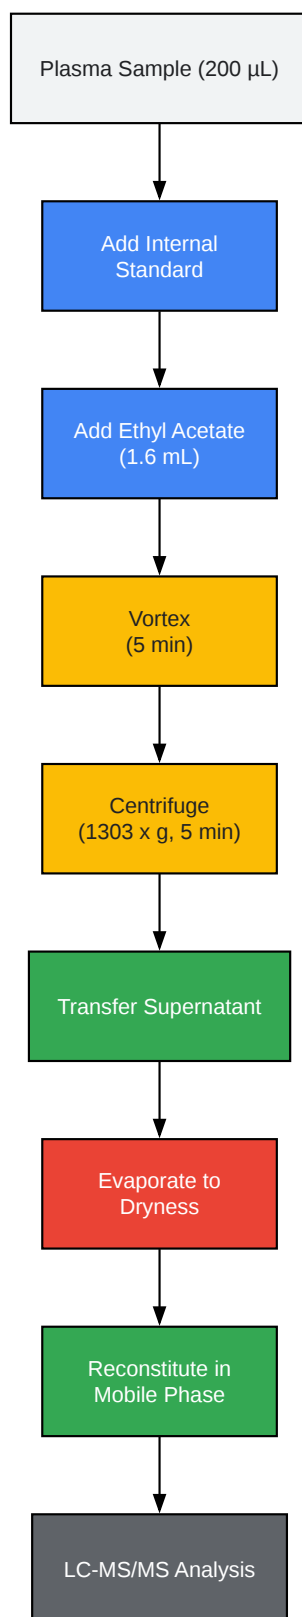 Plasma Sample (200 µL)
Add Internal
Standard
Add Ethyl Acetate
(1.6 mL)
Vortex
(5 min)
Centrifuge
(1303 x g, 5 min)
Transfer Supernatant
Evaporate to
Dryness
Reconstitute in
Mobile Phase
LC-MS/MS Analysis